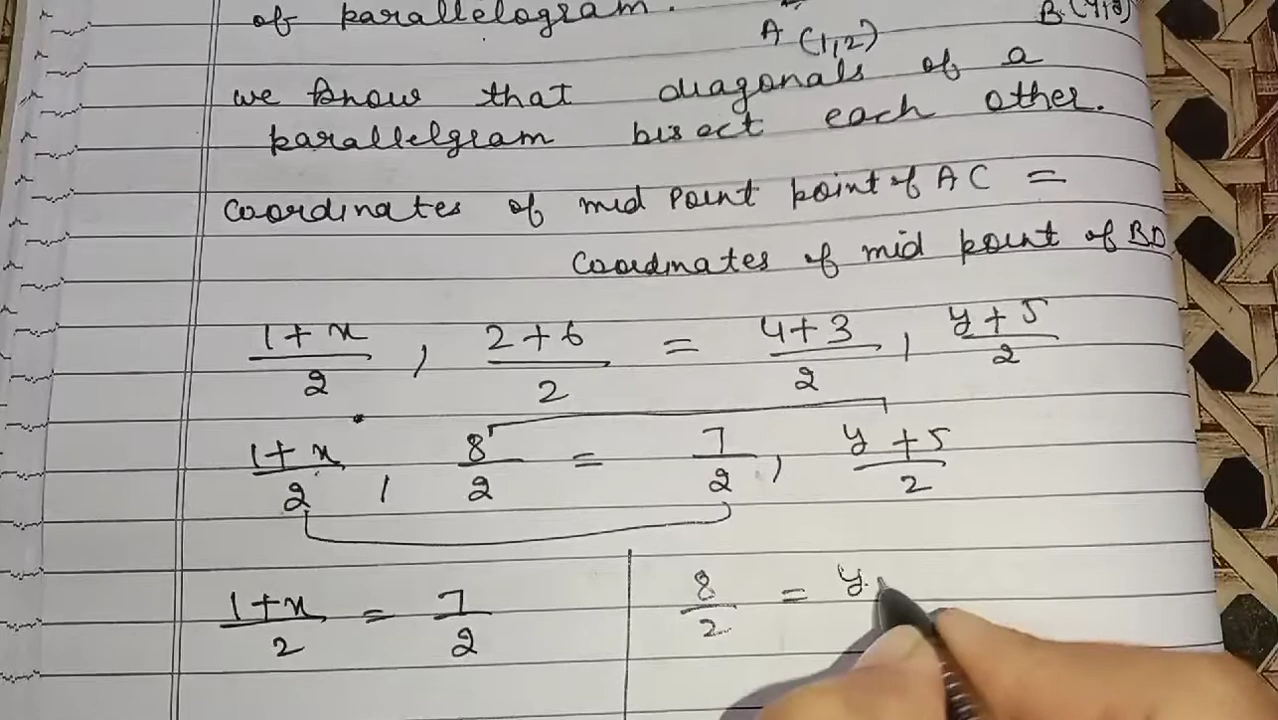 of parallelogram.
A (1,2)
we know that diagonals of a
parallelgram bisect each other.
Coordinates of mid Point point of AC =
Coordinates of mid point of BD
1+x/2 , 2+6/2 = 4+3/2 , y+5/2
1+x/2 , 8/2 = 7/2 , y+5/2
1+x/2 = 7/2
8/2 = y